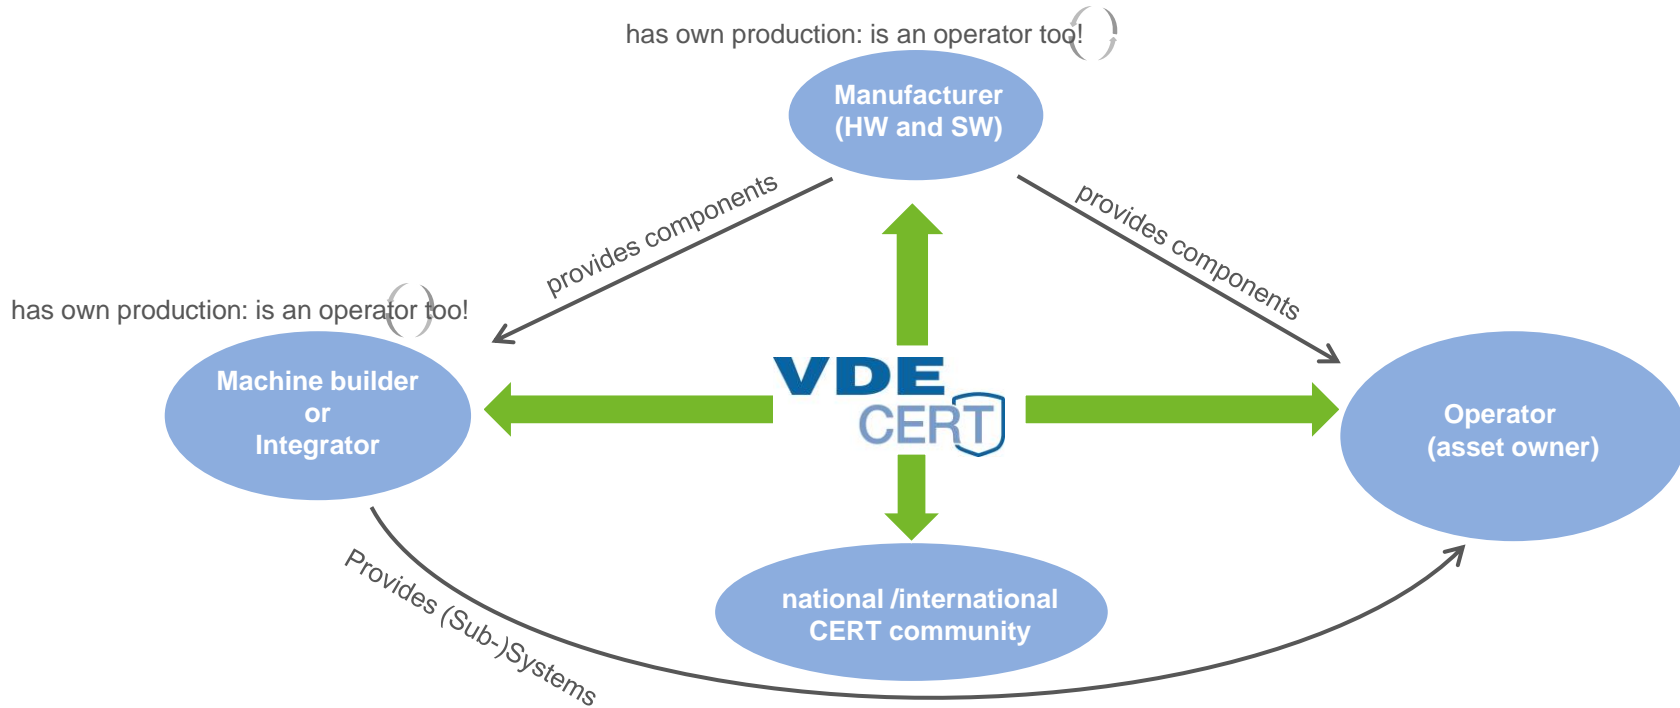 has own production: is an operator too!
Manufacturer
(HW and SW)
provides components
provides components
has own production: is an operator too!
Machine builder
or
Integrator
VDE
CERT
Operator
(asset owner)
national /international
CERT community
Provides (Sub-)Systems